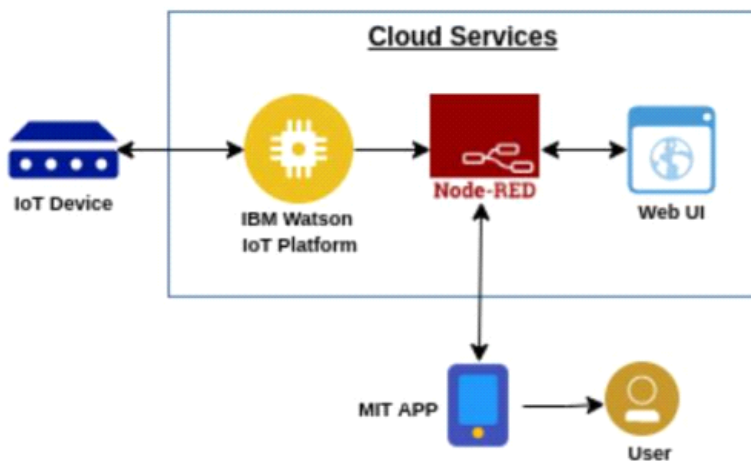 Cloud Services
IoT Device
IBM Watson
IoT Platform
Node-RED
Web UI
MIT APP
User